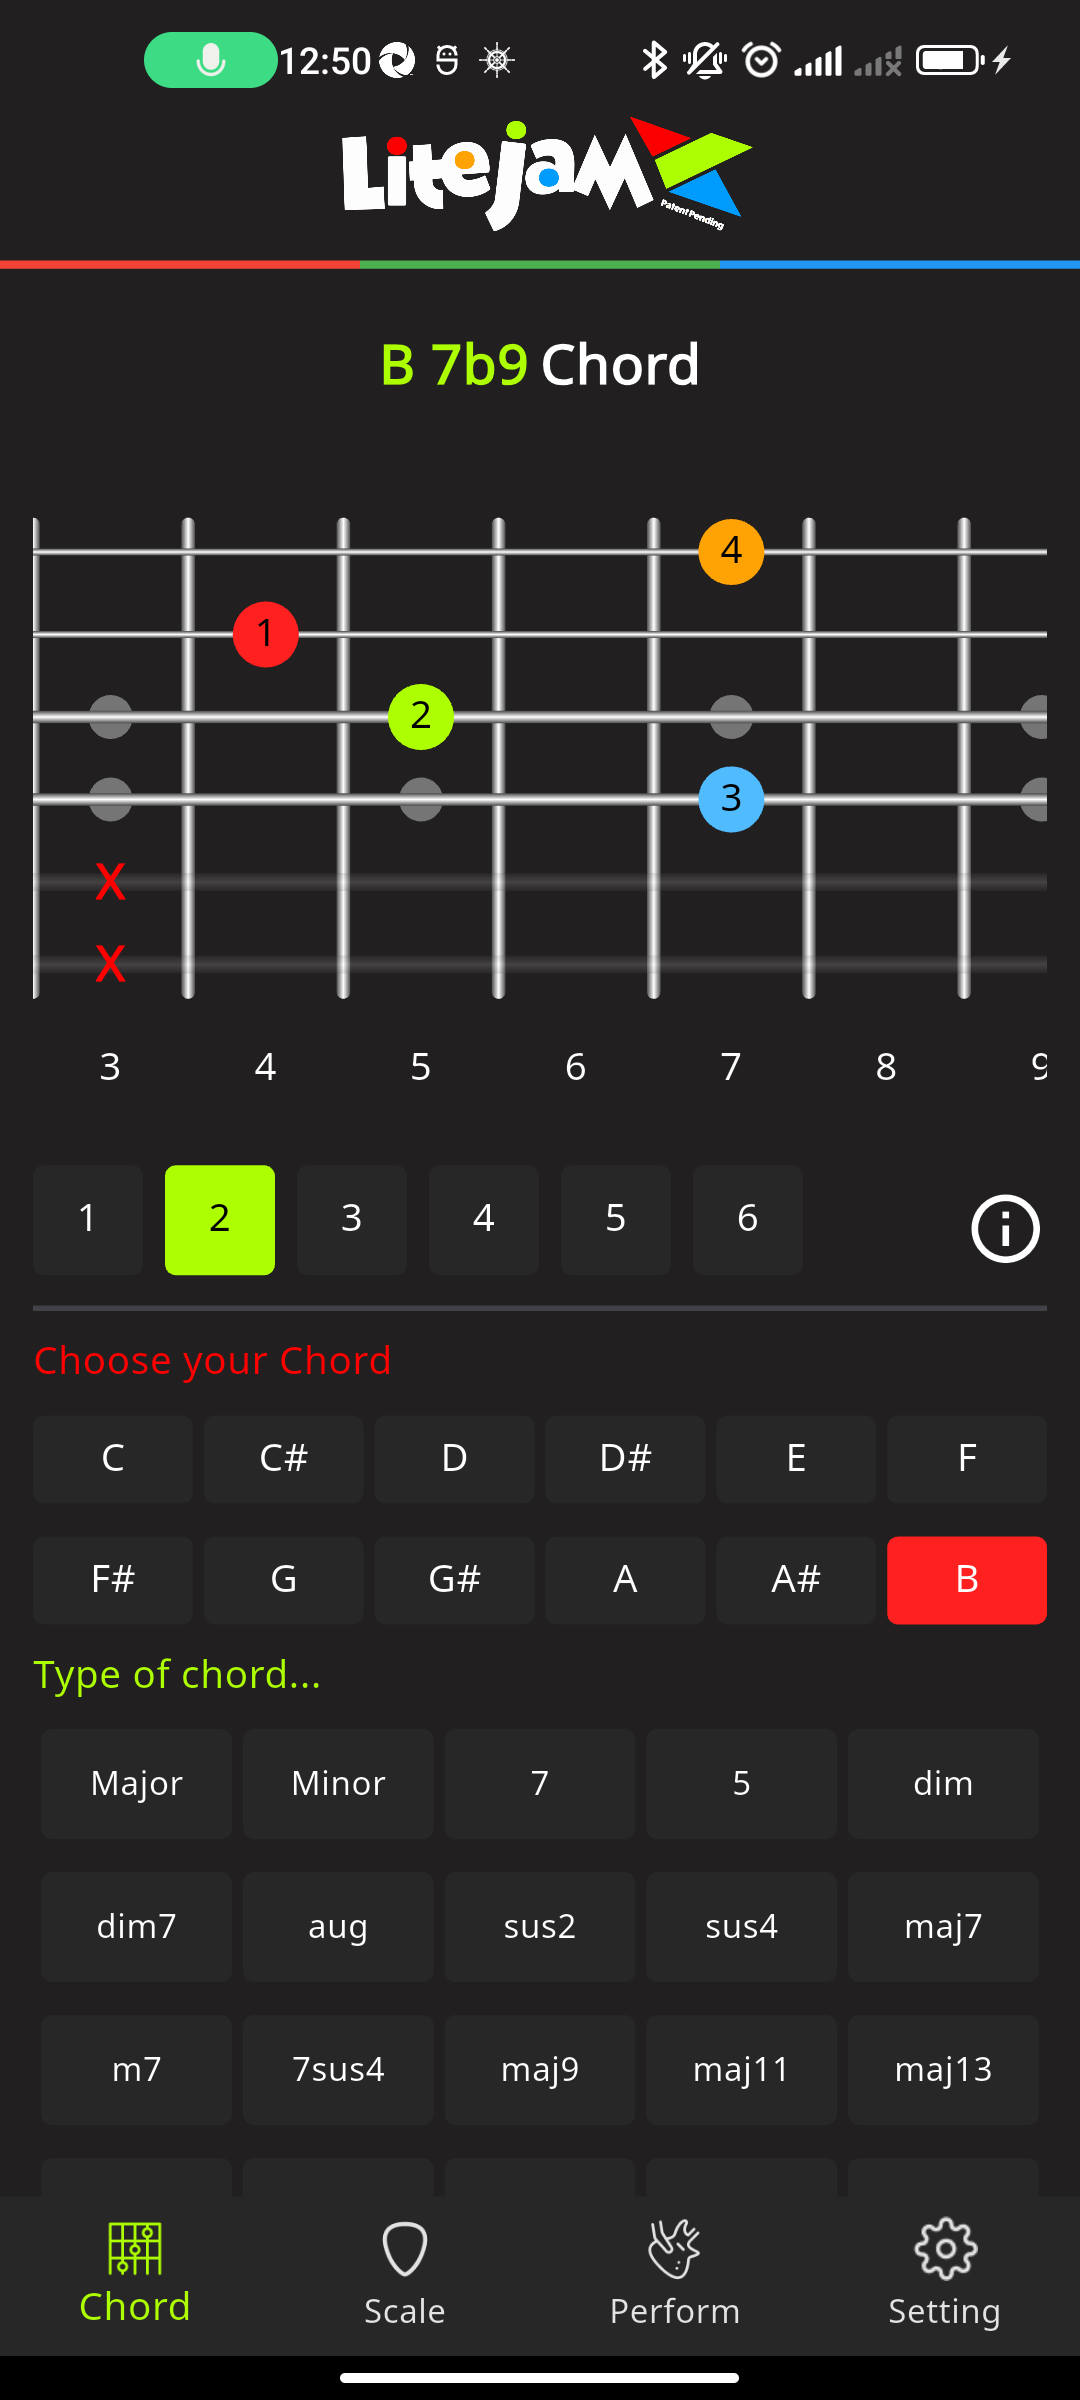 12:50
Litejam
Patent Pending
B 7b9 Chord
4
1
2
3
X
X
3 4 5 6 7 8 9
1 2 3 4 5 6
Choose your Chord
C C# D D# E F
F# G G# A A# B
Type of chord...
Major Minor 7 5 dim
dim7 aug sus2 sus4 maj7
m7 7sus4 maj9 maj11 maj13
Chord Scale Perform Setting